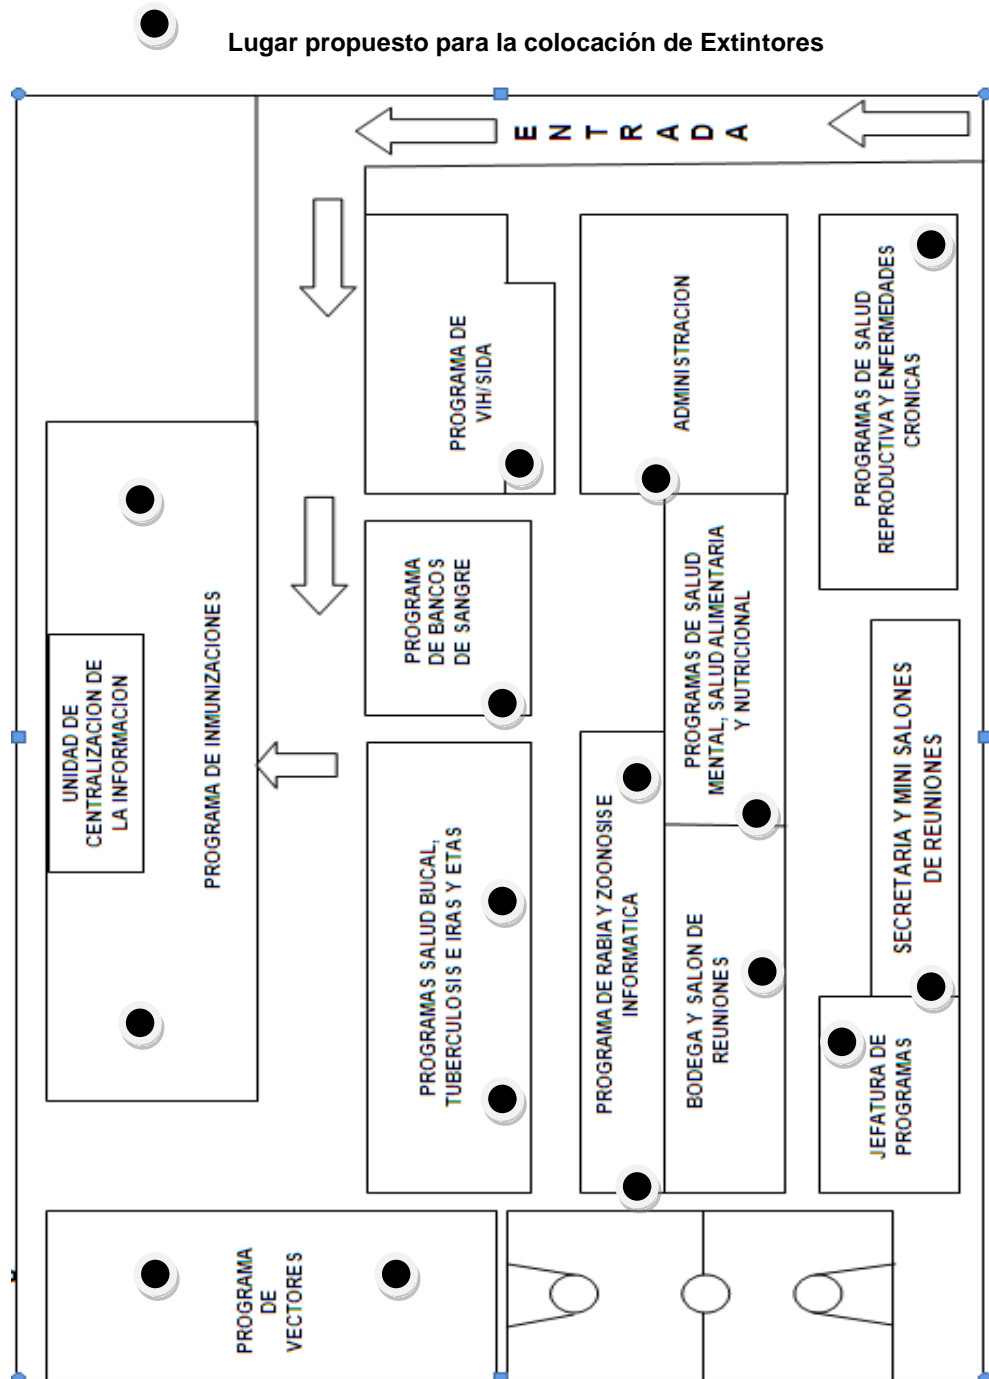 Lugar propuesto para la colocación de Extintores
E N T R A D A
PROGRAMA DE
VIH/SIDA
ADMINISTRACION
PROGRAMAS DE SALUD
REPRODUCTIVA Y ENFERMEDADES
CRONICAS
PROGRAMA
DE BANCOS
DE SANGRE
PROGRAMAS DE SALUD
MENTAL, SALUD ALIMENTARIA
Y NUTRICIONAL
UNIDAD DE
CENTRALIZACION DE
LA INFORMACION
PROGRAMA DE INMUNIZACIONES
SECRETARIA Y MINI SALONES
DE REUNIONES
PROGRAMAS SALUD BUCAL,
TUBERCULOSIS E IRAS Y ETAS
PROGRAMA DE RABIA Y ZOONOSIS E
INFORMATICA
BODEGA Y SALON DE
REUNIONES
JEFATURA DE
PROGRAMAS
PROGRAMA
DE
VECTORES